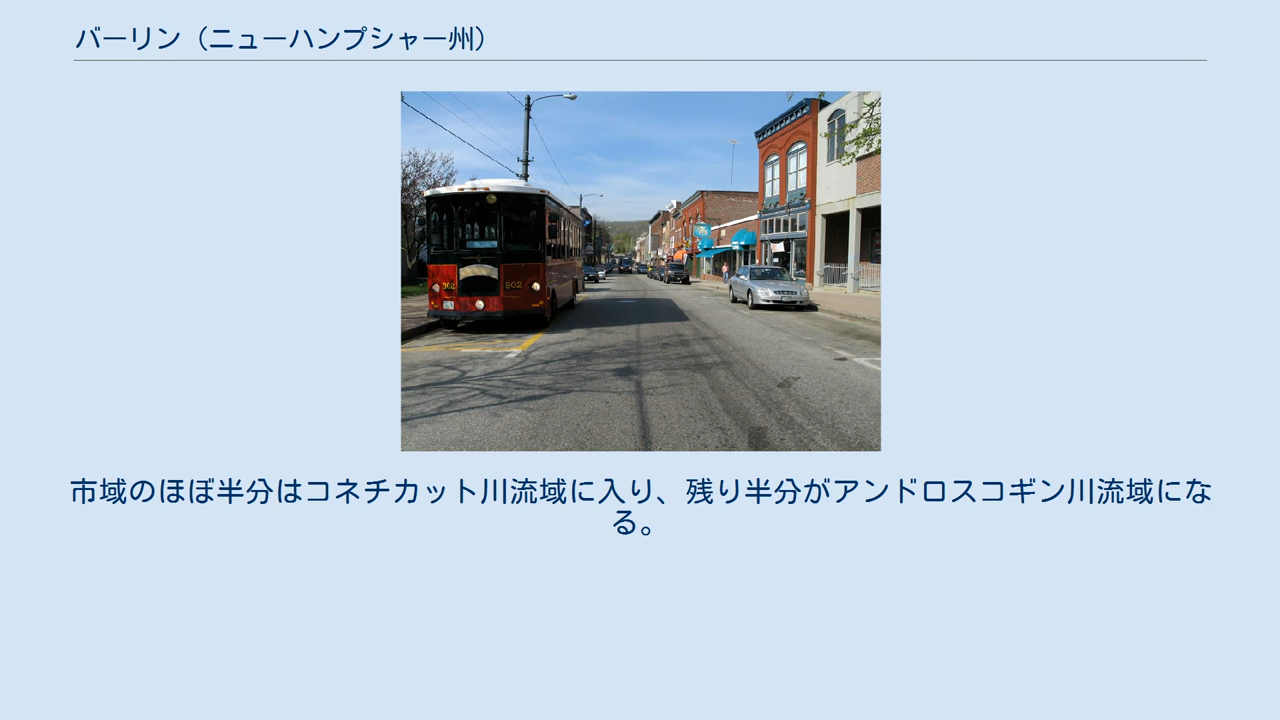 バーリン（ニューハンプシャー州）
802
802
市域のほぼ半分はコネチカット川流域に入り、残り半分がアンドロスコギン川流域にな
る。